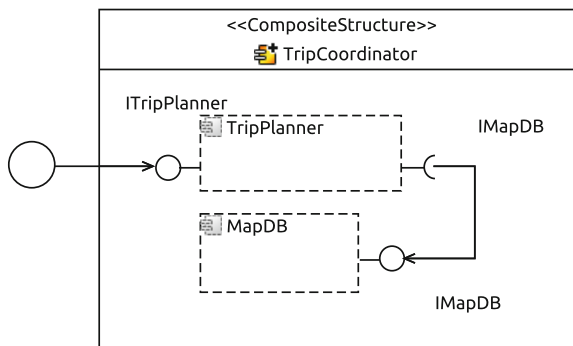 <<CompositeStructure>>
TripCoordinator
ITripPlanner
TripPlanner
IMapDB
MapDB
IMapDB